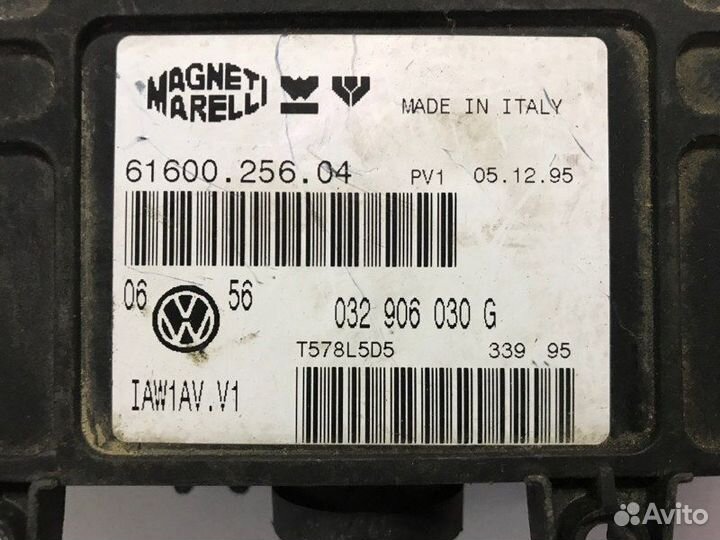 MAGNETI
MARELLI
MADE IN ITALY
61600.256.04
PV1 05.12.95
06 56
032 906 030 G
T578L5D5 339 95
IAW1AV.V1
Avito